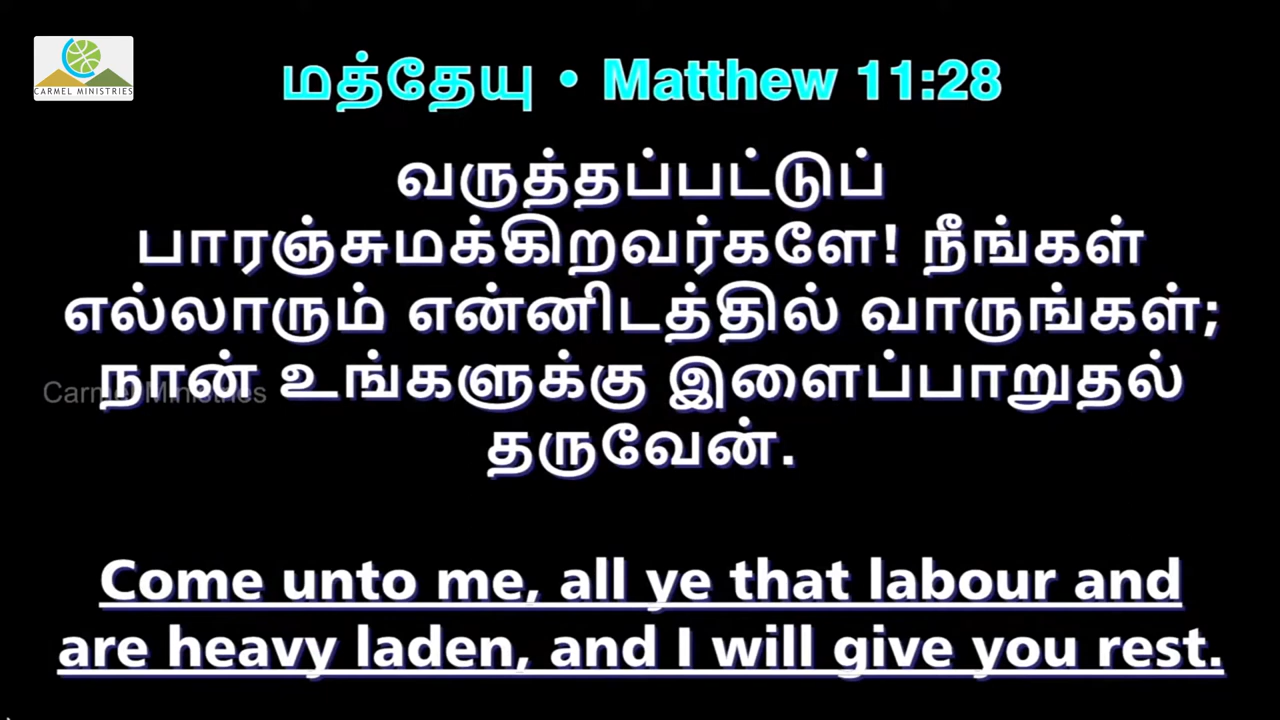 CARMEL MINISTRIES
மத்தேயு • Matthew 11:28
வருத்தப்பட்டுப்
பாரஞ்சுமக்கிறவர்களே! நீங்கள்
எல்லாரும் என்னிடத்தில் வாருங்கள்;
நான் உங்களுக்கு இளைப்பாறுதல்
Carmel Ministries
தருவேன்.
Come unto me, all ye that labour and
are heavy laden, and I will give you rest.